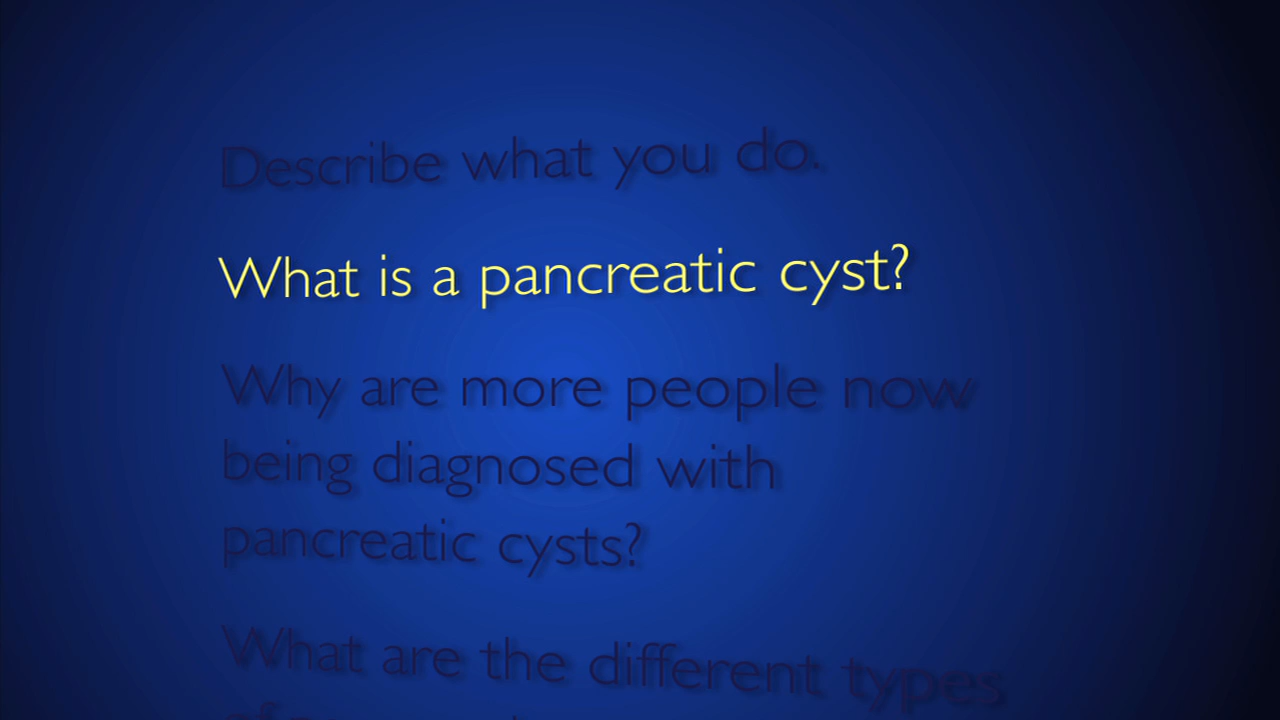 Describe what you do.
What is a pancreatic cyst?
Why are more people now
being diagnosed with
pancreatic cysts?
What are the different types
of